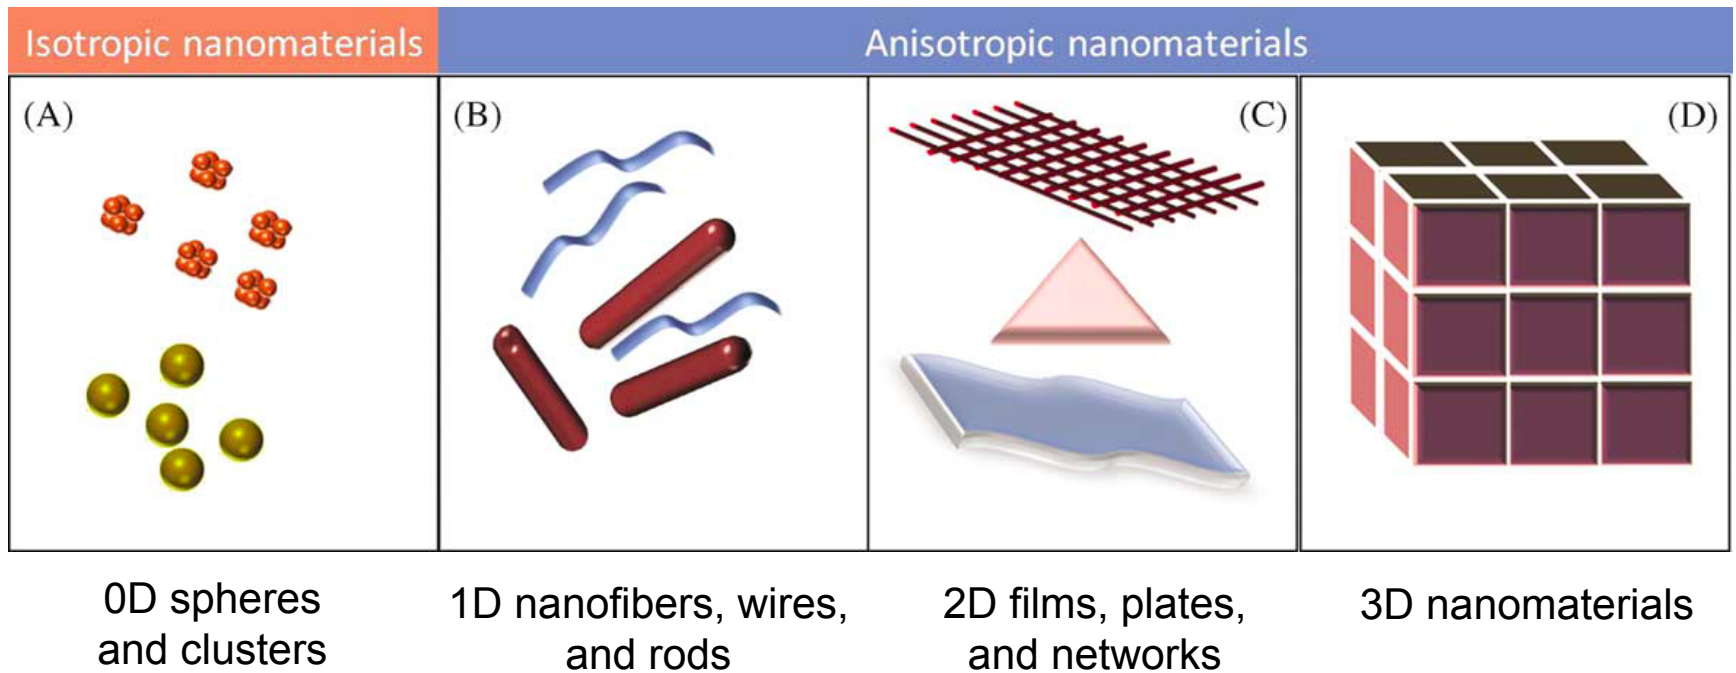 Isotropic nanomaterials
Anisotropic nanomaterials
(A)
(B)
(C)
(D)
0D spheres
and clusters
1D nanofibers, wires,
and rods
2D films, plates,
and networks
3D nanomaterials